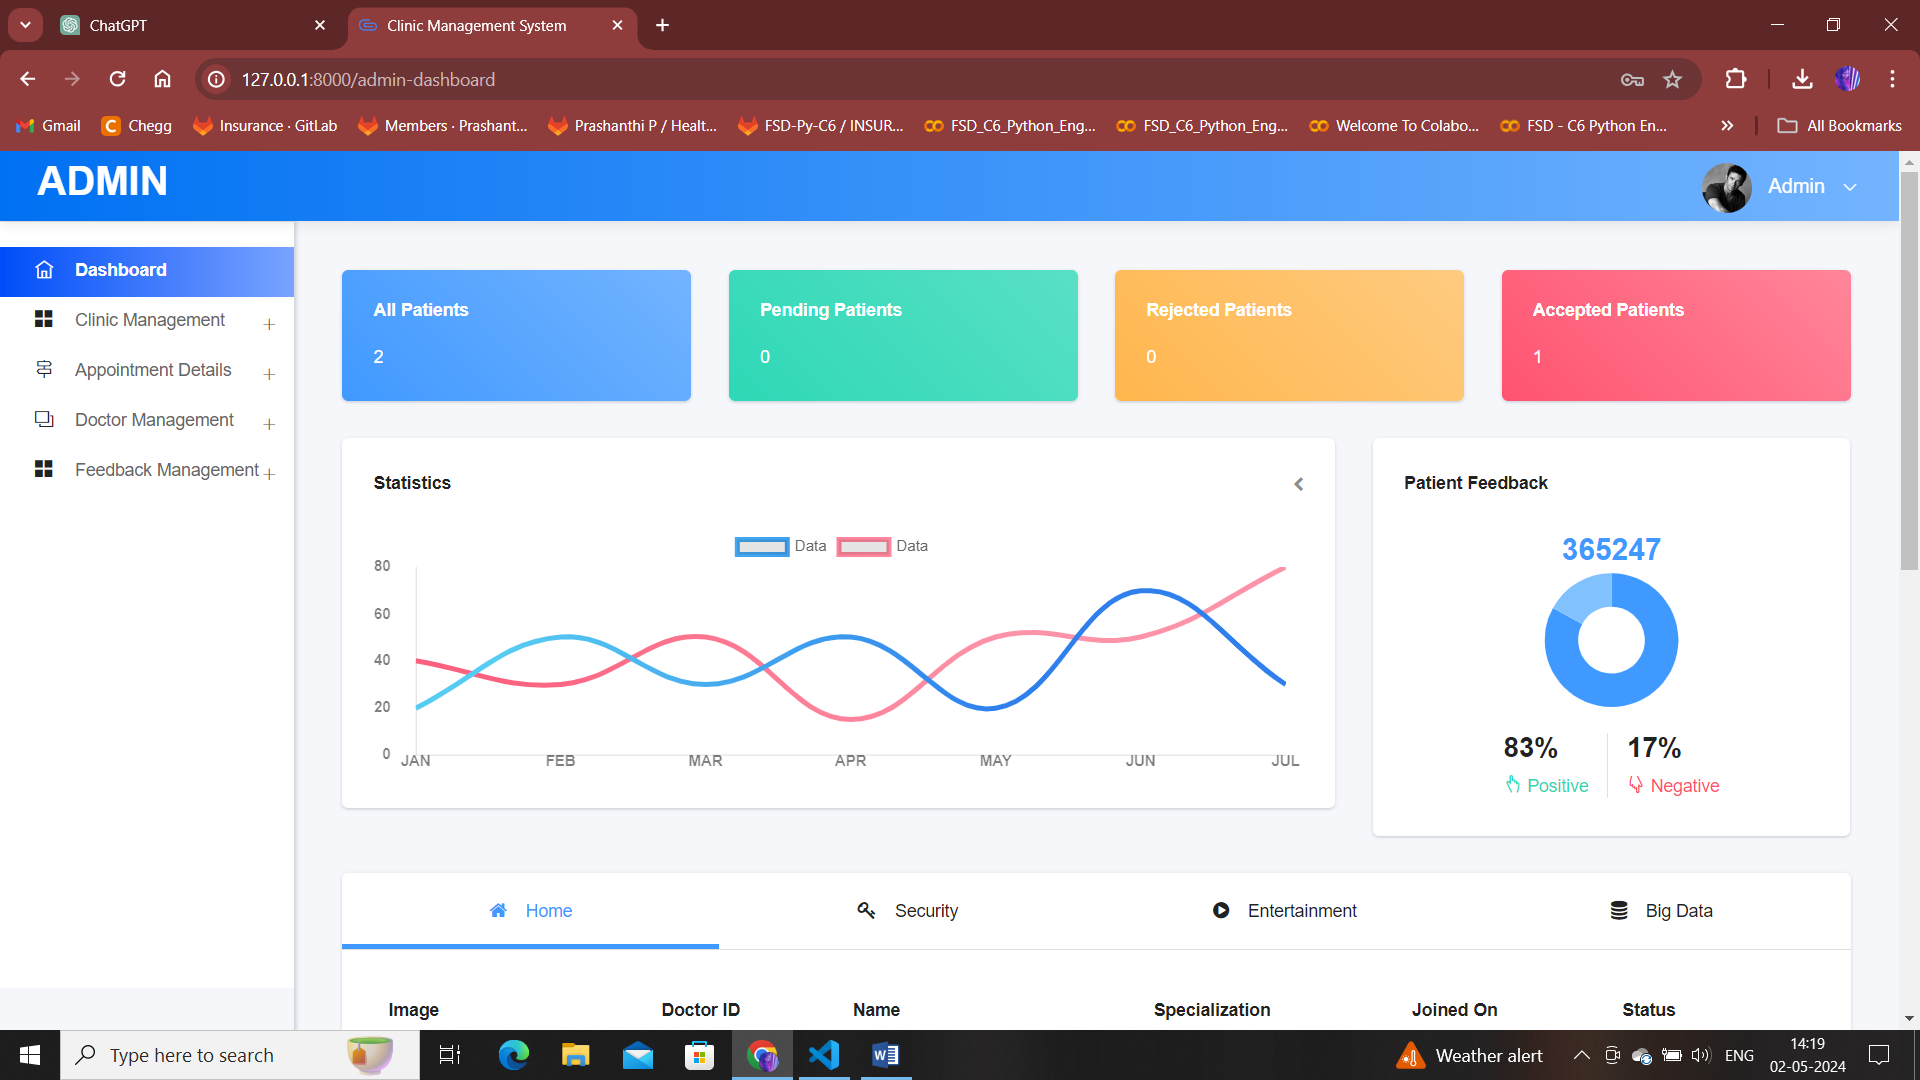 ChatGPT
Clinic Management System
127.0.0.1:8000/admin-dashboard
Gmail
Chegg
Insurance · GitLab
Members · Prashant...
Prashanthi P / Healt...
FSD-Py-C6 / INSUR...
FSD_C6_Python_Eng...
FSD_C6_Python_Eng...
Welcome To Colabo...
FSD - C6 Python En...
All Bookmarks
ADMIN
Admin
Dashboard
Clinic Management
Appointment Details
Doctor Management
Feedback Management
All Patients
2
Pending Patients
0
Rejected Patients
0
Accepted Patients
1
Statistics
Data
Data
80
60
40
20
0
JAN
FEB
MAR
APR
MAY
JUN
JUL
Patient Feedback
365247
83%
Positive
17%
Negative
Home
Security
Entertainment
Big Data
Image
Doctor ID
Name
Specialization
Joined On
Status
Type here to search
Weather alert
ENG
14:19
02-05-2024